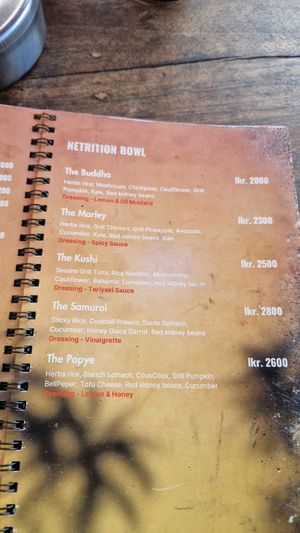 NETRITION BOWL
The Buddha
lkr. 2000
Herbs rice, Mushroom, Chickpeas, Cauliflower, Grill
Pumpkin, Kale, Red kidney beans
Dressing - Lemon & Oil Mustard
The Marley
lkr. 2300
Herbs rice, Grill Chicken, Grill Pineapple, Avocado,
Cucumber, Kale, Red kidney beans, Kale
Dressing - Spicy Sauce
The Kushi
lkr. 2500
Sesame Grill Tuna, Rice Noodles, Mushrooms,
Cauliflower, Balsamic Tomatoes, Red kidney beans
Dressing - Teriyaki Sauce
The Samurai
lkr. 2800
Sticky Rice, Cocktail Prawns, Saute Spinach,
Cucumber, Honey Glace Carrot, Red kidney beans
Dressing - Vinaigrette
The Popye
lkr. 2600
Herbs rice, Blanch Spinach, CousCous, Grill Pumpkin,
BellPeper, Tofu Cheese, Red kidney beans, Cucumber
Dressing - Lemon & Honey